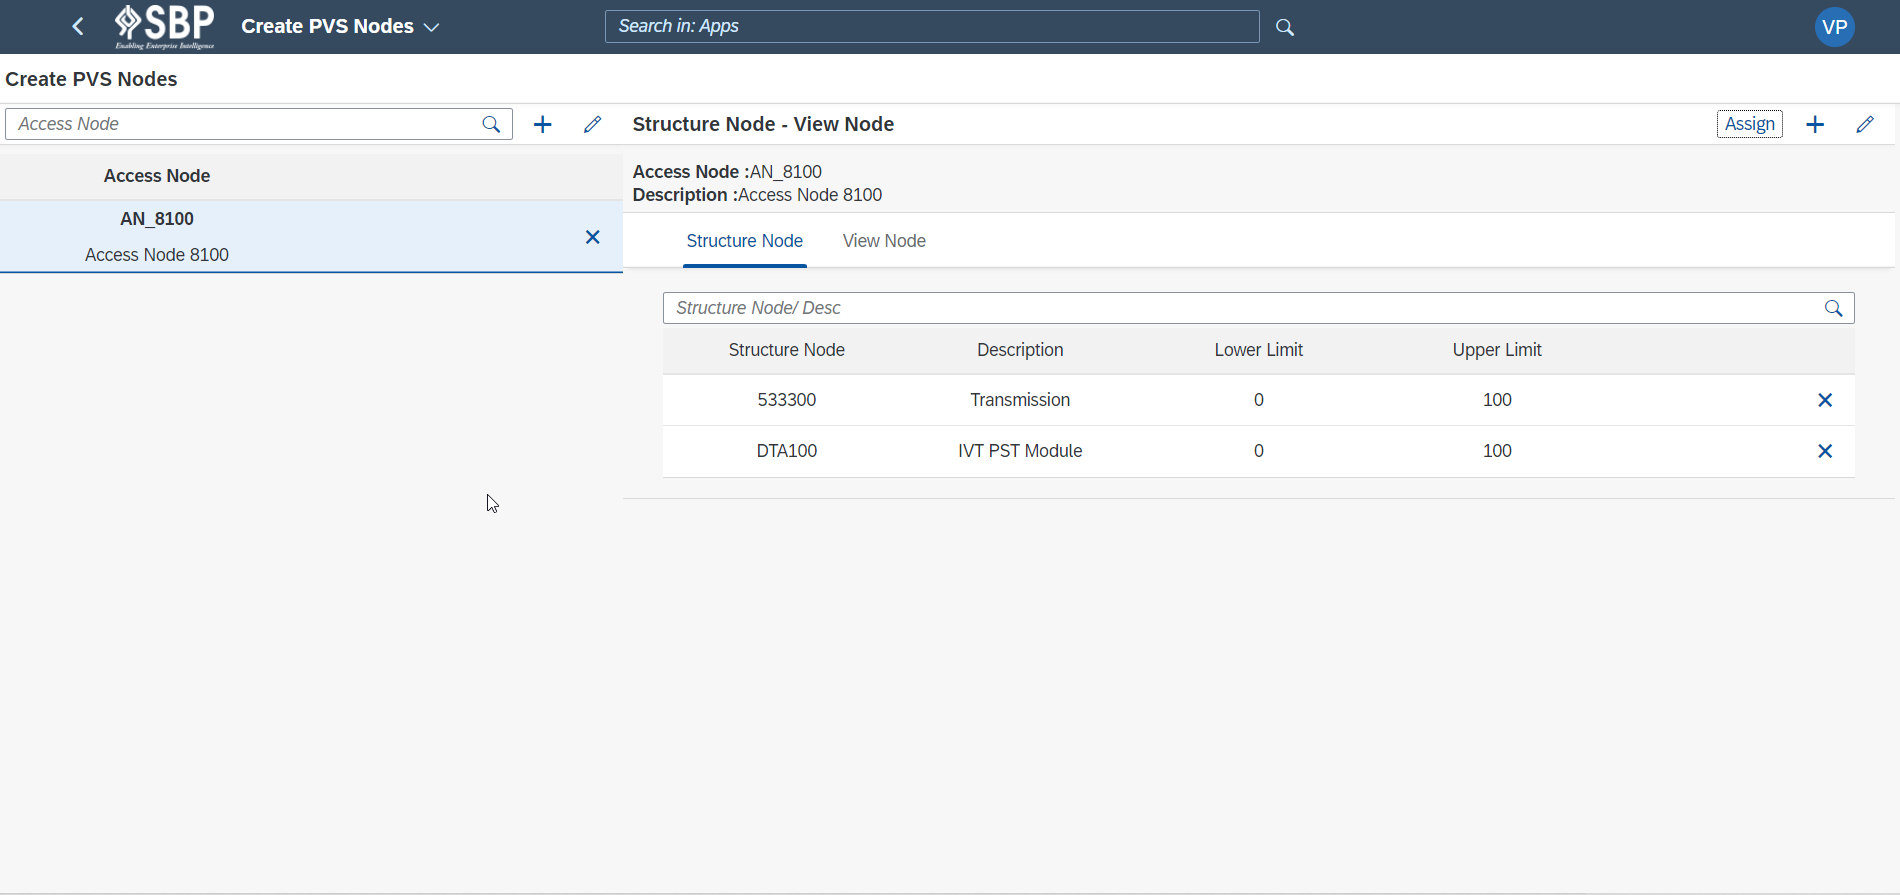 SBP
Enabling Enterprise Intelligence
Create PVS Nodes
Search in: Apps
VP
Create PVS Nodes
Access Node
Structure Node - View Node
Assign
Access Node
AN_8100
Access Node 8100
Access Node :AN_8100
Description :Access Node 8100
Structure Node View Node
Structure Node/ Desc
Structure Node Description Lower Limit Upper Limit
533300 Transmission 0 100
DTA100 IVT PST Module 0 100